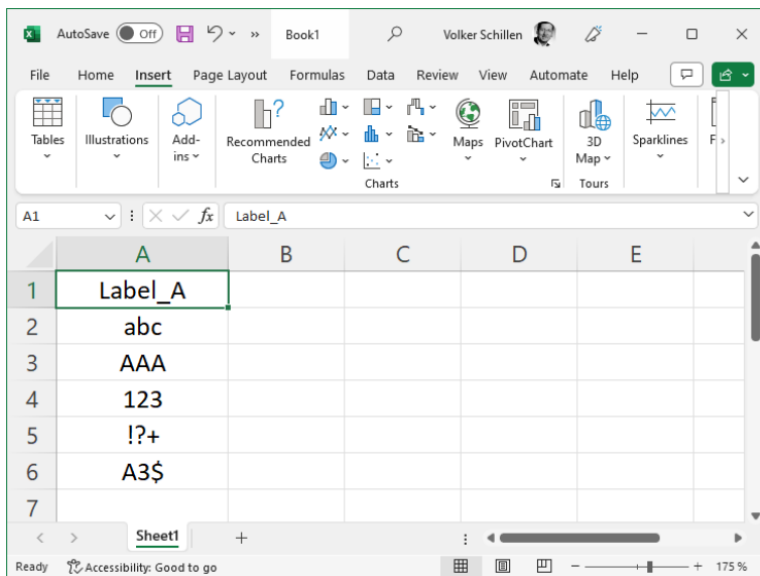 AutoSave Off Book1 Volker Schillen
File Home Insert Page Layout Formulas Data Review View Automate Help
Tables Illustrations Add-ins Recommended Charts Maps PivotChart 3D Map Sparklines F
Charts Tours
A1 fx Label_A
A B C D E
1 Label_A
2 abc
3 AAA
4 123
5 !?+
6 A3$
7
Sheet1
Ready Accessibility: Good to go 175 %